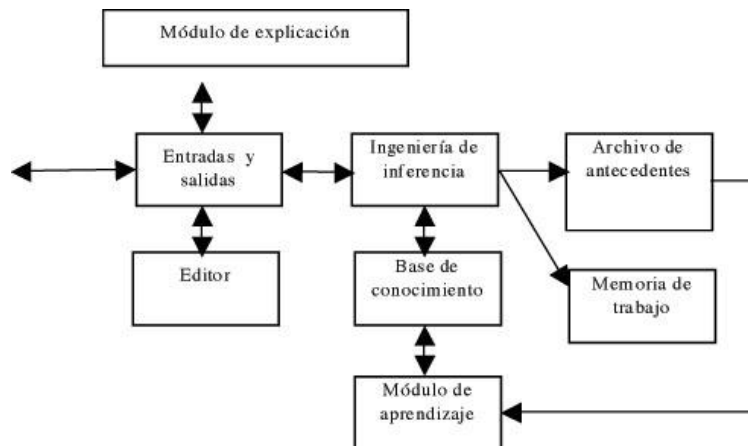 Módulo de explicación
Entradas y
salidas
Ingeniería de
inferencia
Archivo de
antecedentes
Editor
Base de
conocimiento
Memoria de
trabajo
Módulo de
aprendizaje